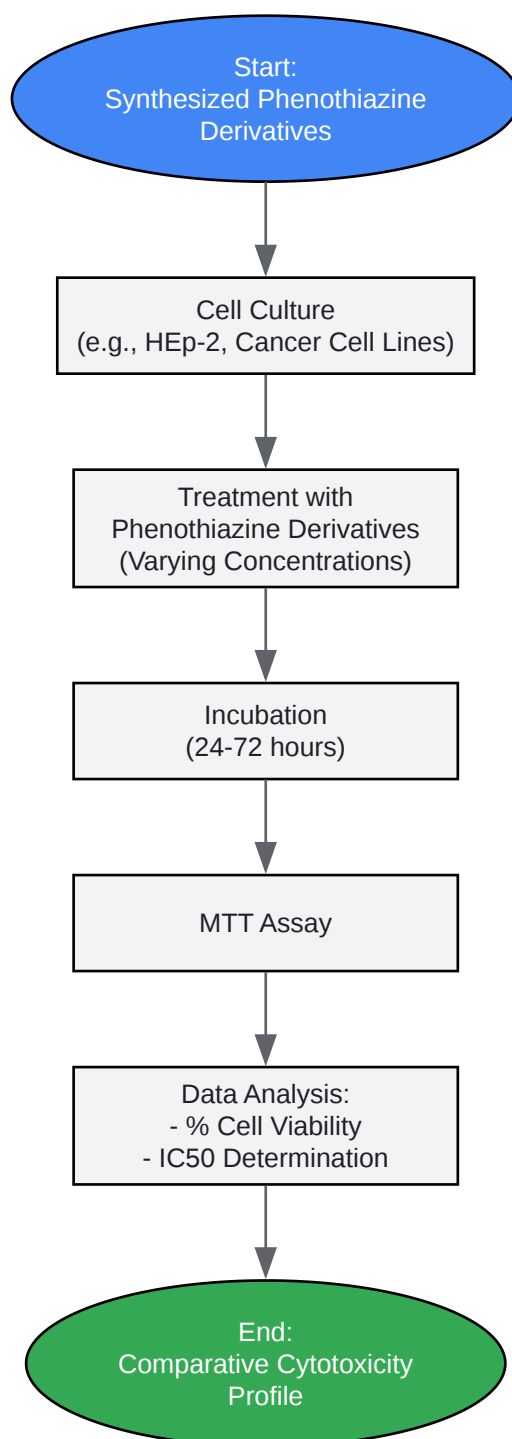 Start:
Synthesized Phenothiazine
Derivatives
Cell Culture
(e.g., HEp-2, Cancer Cell Lines)
Treatment with
Phenothiazine Derivatives
(Varying Concentrations)
Incubation
(24-72 hours)
MTT Assay
Data Analysis:
- % Cell Viability
- IC50 Determination
End:
Comparative Cytotoxicity
Profile